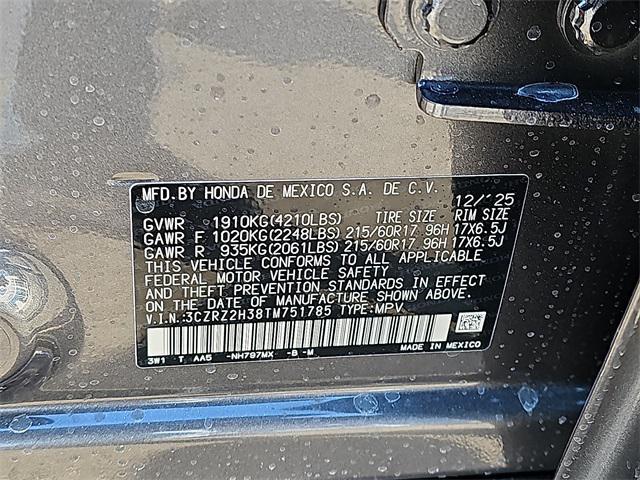 MFD.BY HONDA DE MEXICO S.A. DE C.V.
12/'25
GVWR 1910KG(4210LBS) TIRE SIZE RIM SIZE
GAWR F 1020KG(2248LBS) 215/60R17 96H 17X6.5J
GAWR R 935KG(2061LBS) 215/60R17 96H 17X6.5J
THIS VEHICLE CONFORMS TO ALL APPLICABLE
FEDERAL MOTOR VEHICLE SAFETY
AND THEFT PREVENTION STANDARDS IN EFFECT
ON THE DATE OF MANUFACTURE SHOWN ABOVE.
V.I.N.:3CZRZ2H38TM751785 TYPE:MPV
3W1 T AA5 -NH797MX -B -M
MADE IN MEXICO